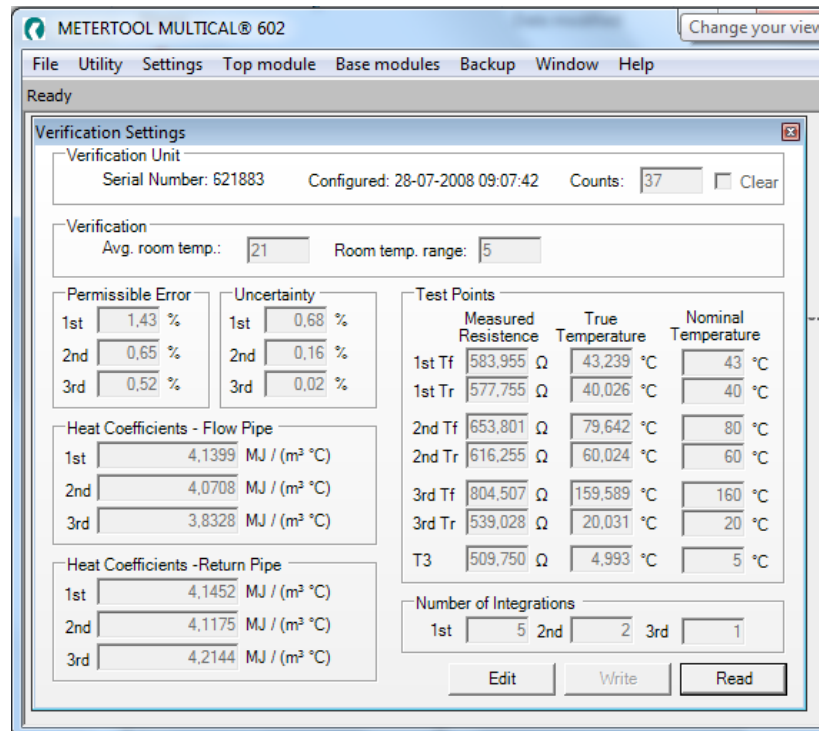 METERTOOL MULTICAL® 602
Change your view
File Utility Settings Top module Base modules Backup Window Help
Ready
Verification Settings
Verification Unit
Serial Number: 621883 Configured: 28-07-2008 09:07:42 Counts: 37 Clear
Verification
Avg. room temp.: 21 Room temp. range: 5
Permissible Error
1st 1,43 %
2nd 0,65 %
3rd 0,52 %
Uncertainty
1st 0,68 %
2nd 0,16 %
3rd 0,02 %
Heat Coefficients - Flow Pipe
1st 4,1399 MJ / (m³ °C)
2nd 4,0708 MJ / (m³ °C)
3rd 3,8328 MJ / (m³ °C)
Heat Coefficients -Return Pipe
1st 4,1452 MJ / (m³ °C)
2nd 4,1175 MJ / (m³ °C)
3rd 4,2144 MJ / (m³ °C)
Test Points
Measured True Nominal
Resistence Temperature Temperature
1st Tf 583,955 Ω 43,239 °C 43 °C
1st Tr 577,755 Ω 40,026 °C 40 °C
2nd Tf 653,801 Ω 79,642 °C 80 °C
2nd Tr 616,255 Ω 60,024 °C 60 °C
3rd Tf 804,507 Ω 159,589 °C 160 °C
3rd Tr 539,028 Ω 20,031 °C 20 °C
T3 509,750 Ω 4,993 °C 5 °C
Number of Integrations
1st 5 2nd 2 3rd 1
Edit Write Read